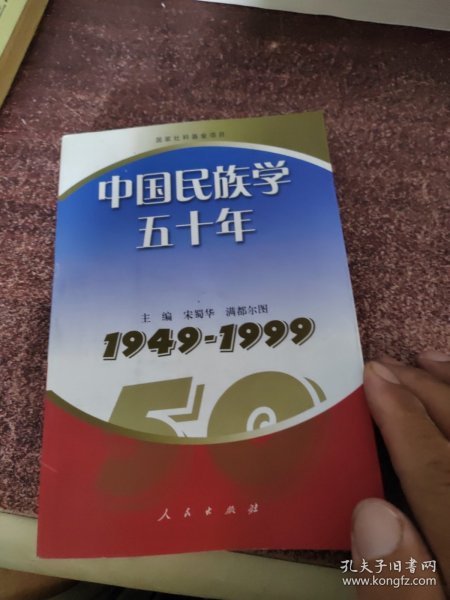 国家社科基金项目
中国民族学
五十年
主编 宋蜀华 满都尔图
1949-1999
50
人民出版社
孔夫子旧书网
www.kongfz.com